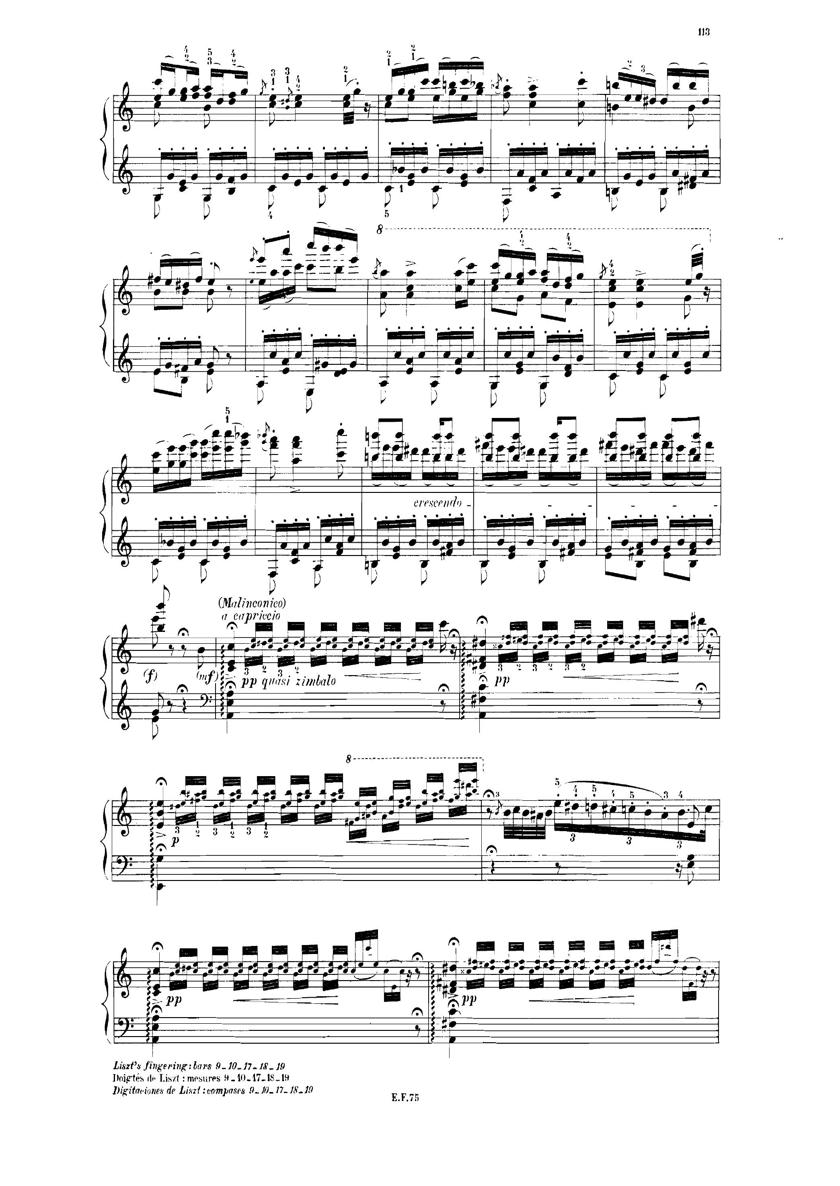 113
8
crescendo
(Malinconico)
a capriccio
(f)
(mf)
pp quasi zimbalo
pp
8
p
pp
pp
Liszt's fingering : bars 9_10_17_18_19
Doigtés de Liszt : mesures 9_10_17_18_19
Digitaciones de Liszt : compases 9_10_17_18_19
E.F.75